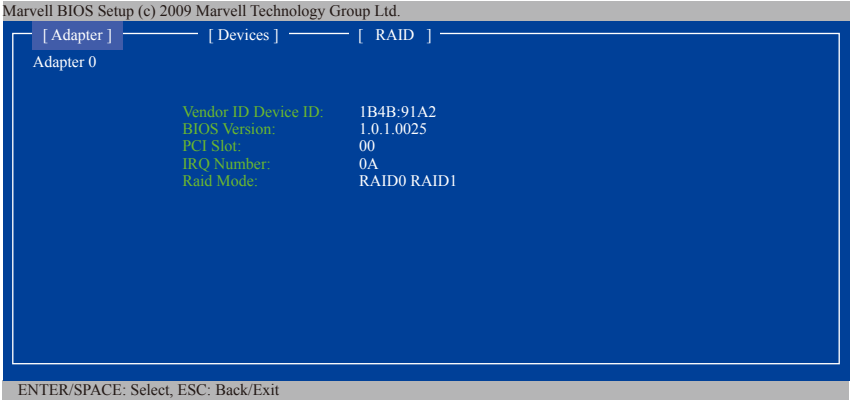 Marvell BIOS Setup (c) 2009 Marvell Technology Group Ltd.
[ Adapter ] [ Devices ] [ RAID ]
Adapter 0
Vendor ID Device ID: 1B4B:91A2
BIOS Version: 1.0.1.0025
PCI Slot: 00
IRQ Number: 0A
Raid Mode: RAID0 RAID1
ENTER/SPACE: Select, ESC: Back/Exit